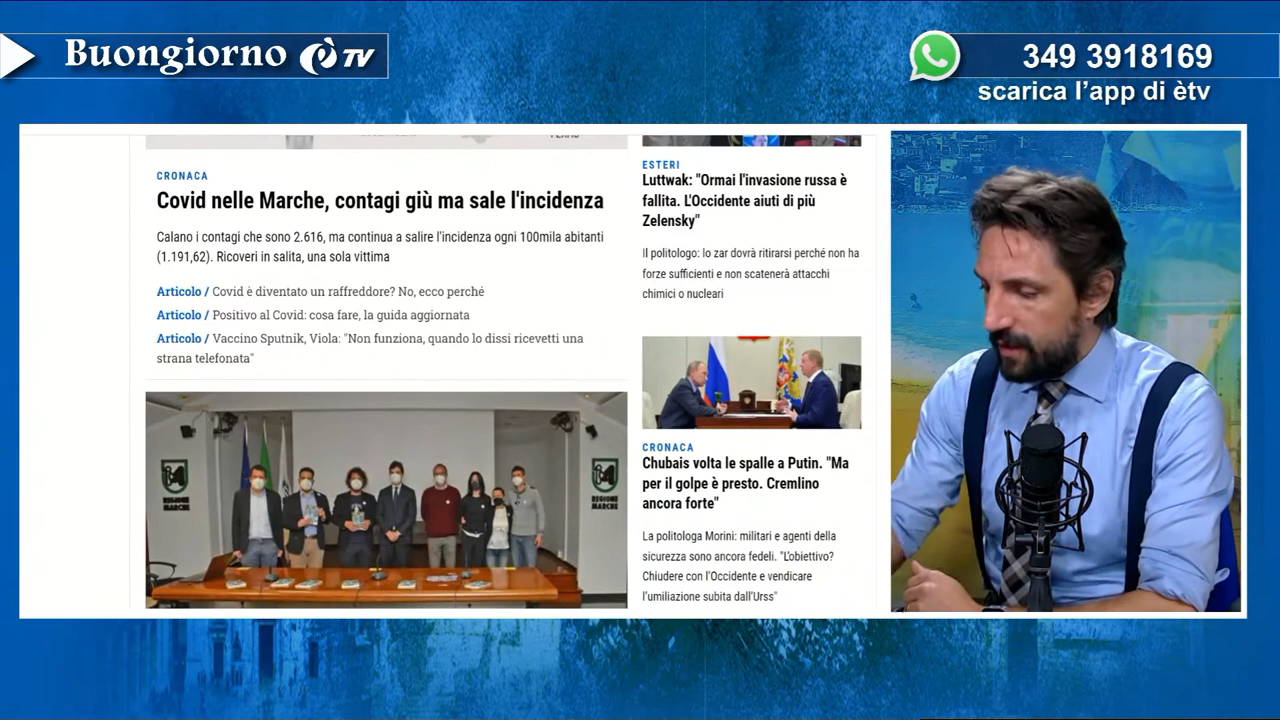 Buongiorno è TV
349 3918169
scarica l'app di ètv
CRONACA
Covid nelle Marche, contagi giù ma sale l'incidenza
Calano i contagi che sono 2.616, ma continua a salire l'incidenza ogni 100mila abitanti
(1.191,62). Ricoveri in salita, una sola vittima
Articolo / Covid è diventato un raffreddore? No, ecco perché
Articolo / Positivo al Covid: cosa fare, la guida aggiornata
Articolo / Vaccino Sputnik, Viola: "Non funziona, quando lo dissi ricevetti una
strana telefonata"
REGIONE
MARCHE
REGIONE
MARCHE
ESTERI
Luttwak: "Ormai l'invasione russa è
fallita. L'Occidente aiuti di più
Zelensky"
Il politologo: lo zar dovrà ritirarsi perché non ha
forze sufficienti e non scatenerà attacchi
chimici o nucleari
CRONACA
Chubais volta le spalle a Putin. "Ma
per il golpe è presto. Cremlino
ancora forte"
La politologa Morini: militari e agenti della
sicurezza sono ancora fedeli. "L'obiettivo?
Chiudere con l'Occidente e vendicare
l'umiliazione subita dall'Urss"